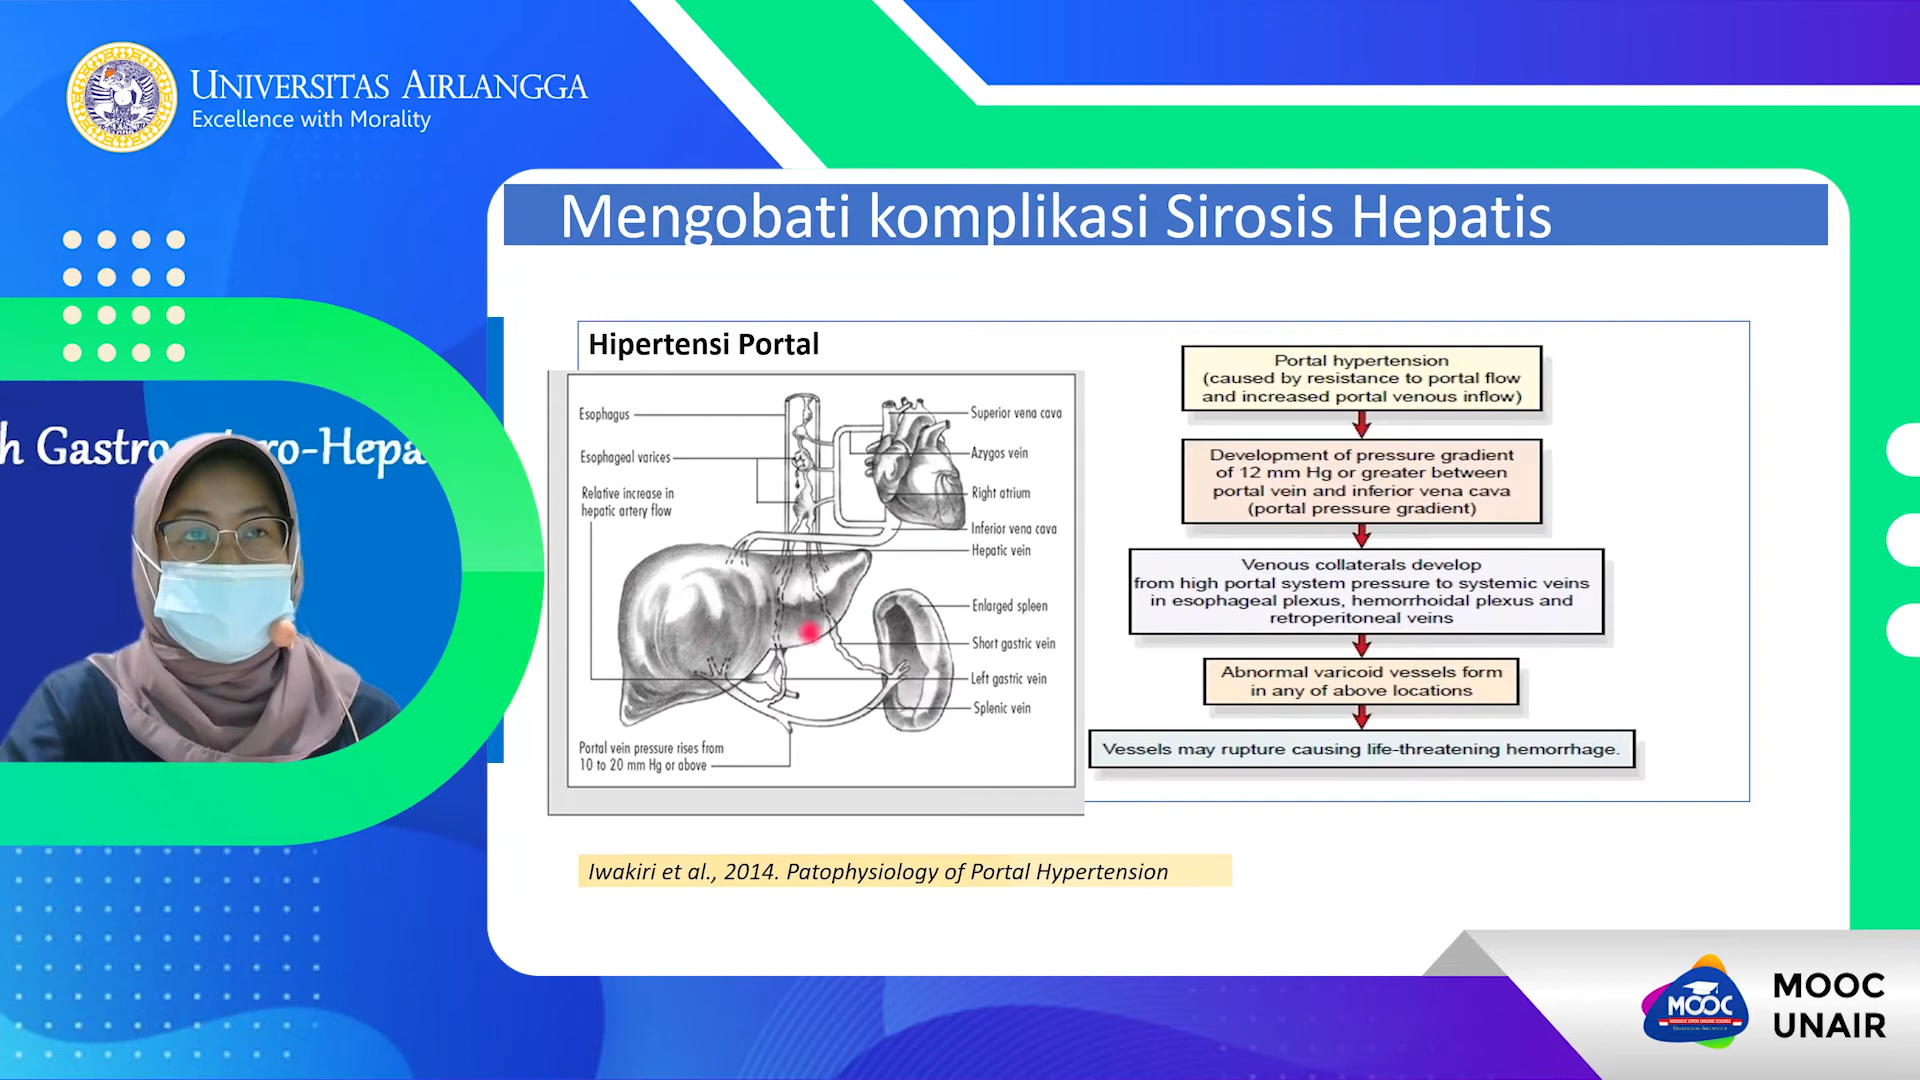 UNIVERSITAS AIRLANGGA
Excellence with Morality
Mengobati komplikasi Sirosis Hepatis
Hipertensi Portal
Esophagus
Esophageal varices
Relative increase in
hepatic artery flow
Portal vein pressure rises from
10 to 20 mm Hg or above
Superior vena cava
Azygos vein
Right atrium
Inferior vena cava
Hepatic vein
Enlarged spleen
Short gastric vein
Left gastric vein
Splenic vein
Portal hypertension
(caused by resistance to portal flow
and increased portal venous inflow)
Development of pressure gradient
of 12 mm Hg or greater between
portal vein and inferior vena cava
(portal pressure gradient)
Venous collaterals develop
from high portal system pressure to systemic veins
in esophageal plexus, hemorrhoidal plexus and
retroperitoneal veins
Abnormal varicoid vessels form
in any of above locations
Vessels may rupture causing life-threatening hemorrhage.
Iwakiri et al., 2014. Patophysiology of Portal Hypertension
h Gastro ro-Hepa
MOOC
MOOC
UNAIR